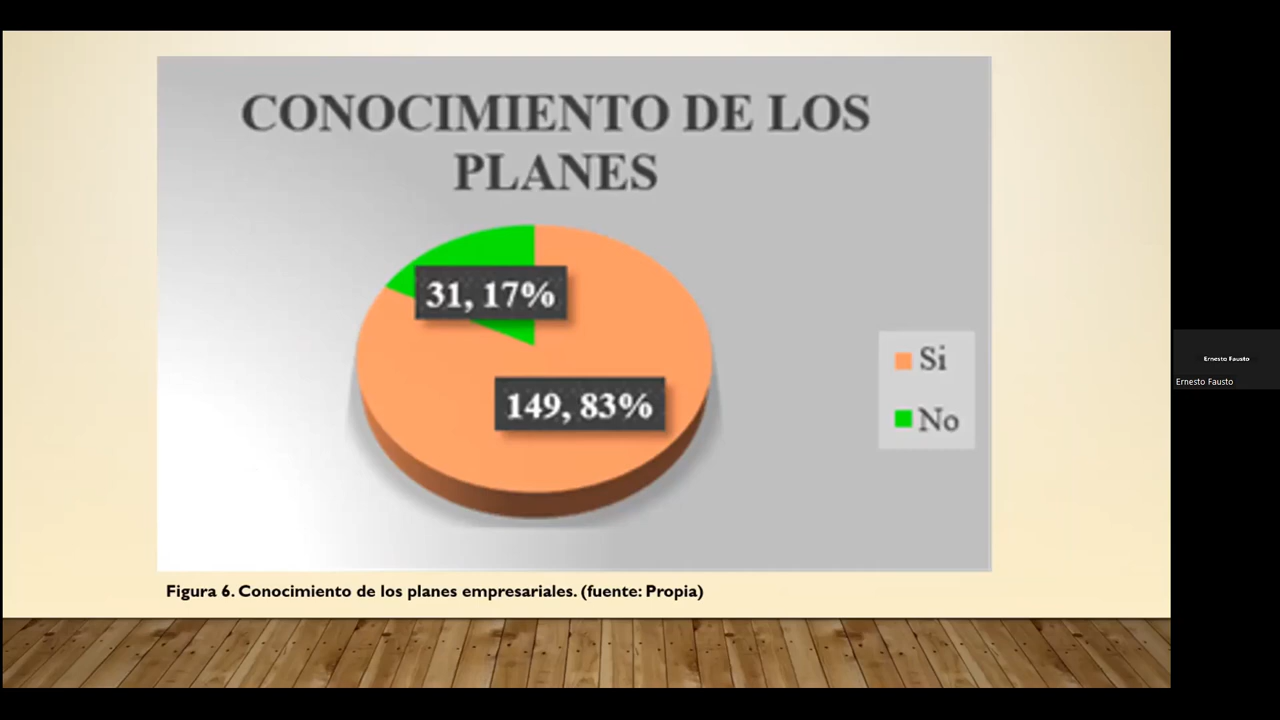 CONOCIMIENTO DE LOS
PLANES
31, 17%
149, 83%
Si
No
Figura 6. Conocimiento de los planes empresariales. (fuente: Propia)
Ernesto Fausto
Ernesto Fausto